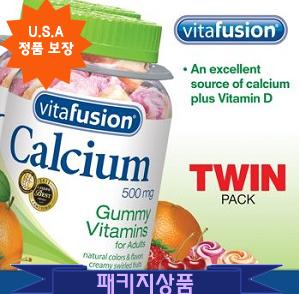 U.S.A
정품 보장
vitafusion
• An excellent
source of calcium
plus Vitamin D
vitafusion
Calcium
500 mg
Gummy
Vitamins
for Adults
natural colors & flavors
creamy swirled fruits
TWIN
PACK
패키지상품